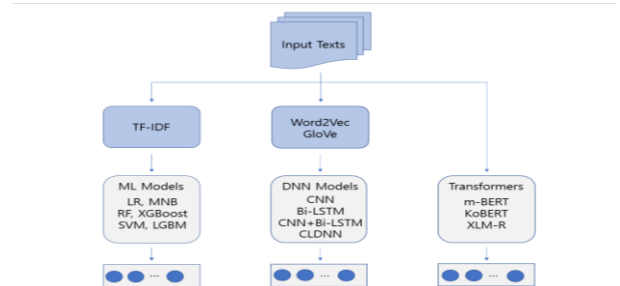 Input Texts
TF-IDF
Word2Vec
GloVe
ML Models
LR, MNB
RF, XGBoost
SVM, LGBM
DNN Models
CNN
Bi-LSTM
CNN+Bi-LSTM
CLDNN
Transformers
m-BERT
KoBERT
XLM-R
...
...
...